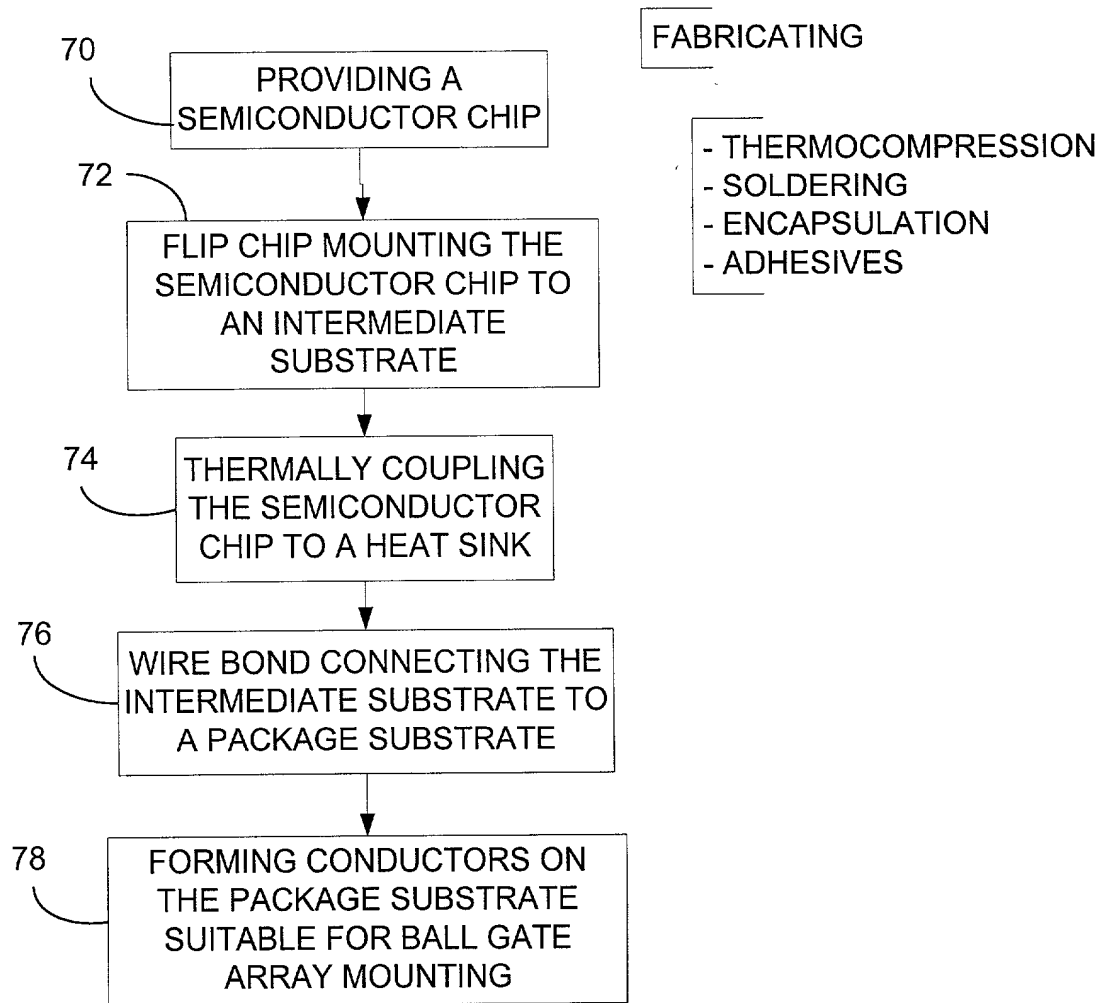 70
PROVIDING A
SEMICONDUCTOR CHIP
FABRICATING
- THERMOCOMPRESSION
- SOLDERING
- ENCAPSULATION
- ADHESIVES
72
FLIP CHIP MOUNTING THE
SEMICONDUCTOR CHIP TO
AN INTERMEDIATE
SUBSTRATE
74
THERMALLY COUPLING
THE SEMICONDUCTOR
CHIP TO A HEAT SINK
76
WIRE BOND CONNECTING THE
INTERMEDIATE SUBSTRATE TO
A PACKAGE SUBSTRATE
78
FORMING CONDUCTORS ON
THE PACKAGE SUBSTRATE
SUITABLE FOR BALL GATE
ARRAY MOUNTING